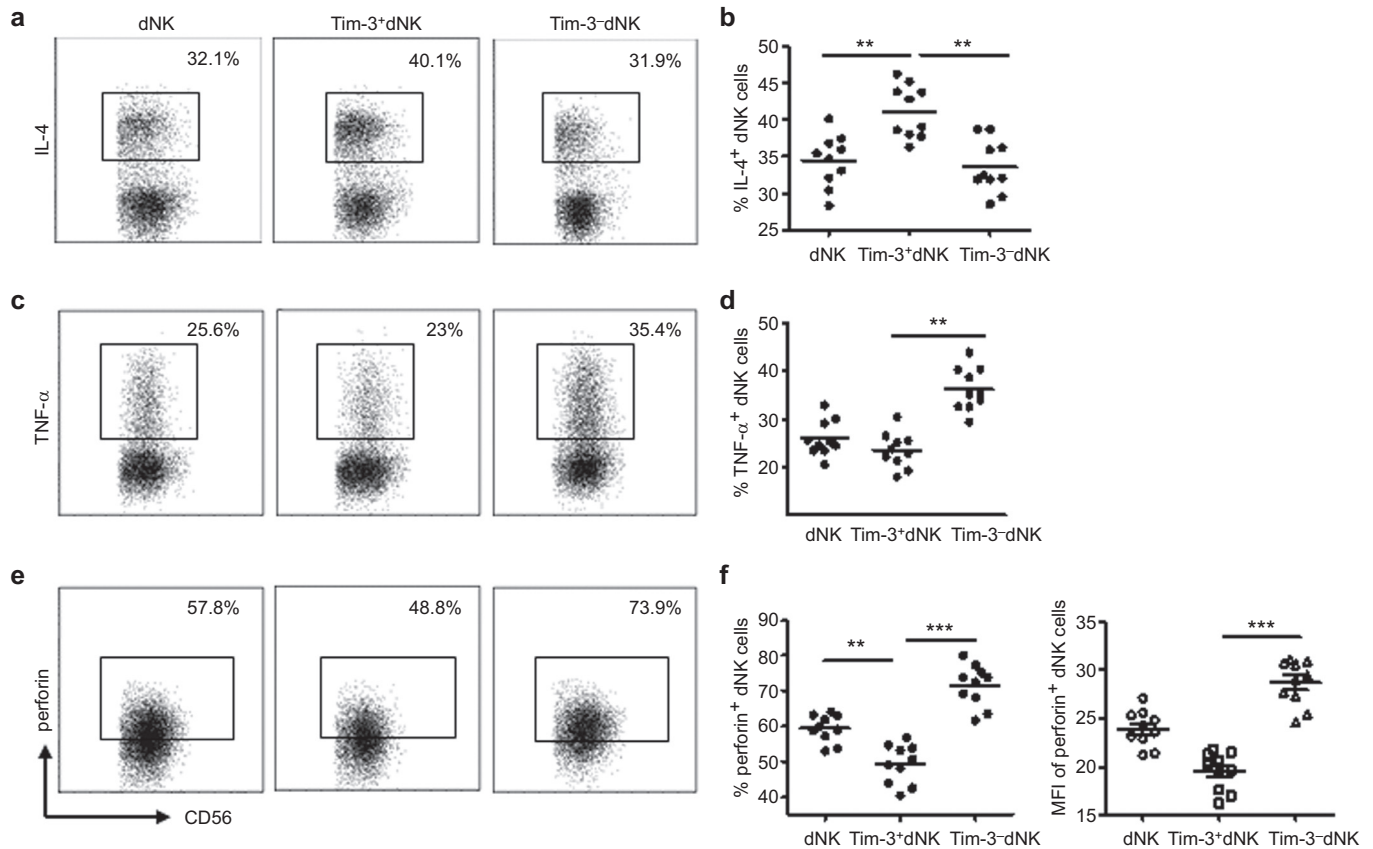 a
dNK
Tim-3⁺dNK
Tim-3⁻dNK
32.1%
40.1%
31.9%
IL-4
b
50
45
40
35
30
25
% IL-4⁺ dNK cells
**
**
dNK
Tim-3⁺dNK
Tim-3⁻dNK
c
25.6%
23%
35.4%
TNF-α
d
50
40
30
20
% TNF-α⁺ dNK cells
**
dNK
Tim-3⁺dNK
Tim-3⁻dNK
e
57.8%
48.8%
73.9%
perforin
CD56
f
90
80
70
60
50
40
% perforin⁺ dNK cells
**
***
dNK
Tim-3⁺dNK
Tim-3⁻dNK
35
30
25
20
15
MFI of perforin⁺ dNK cells
***
dNK
Tim-3⁺dNK
Tim-3⁻dNK